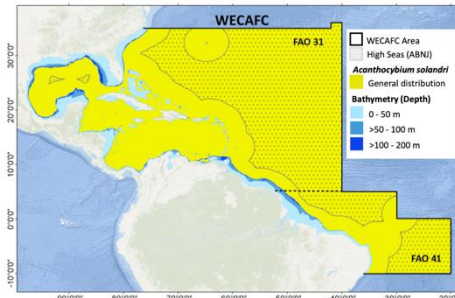 WECAFC
FAO 31
WECAFC Area
High Seas (ABNJ)
Acanthocybium solandri
General distribution
Bathymetry (Depth)
0 - 50 m
>50 - 100 m
>100 - 200 m
FAO 41
30°0'0"
20°0'0"
10°0'0"
0°0'0"
-10°0'0"